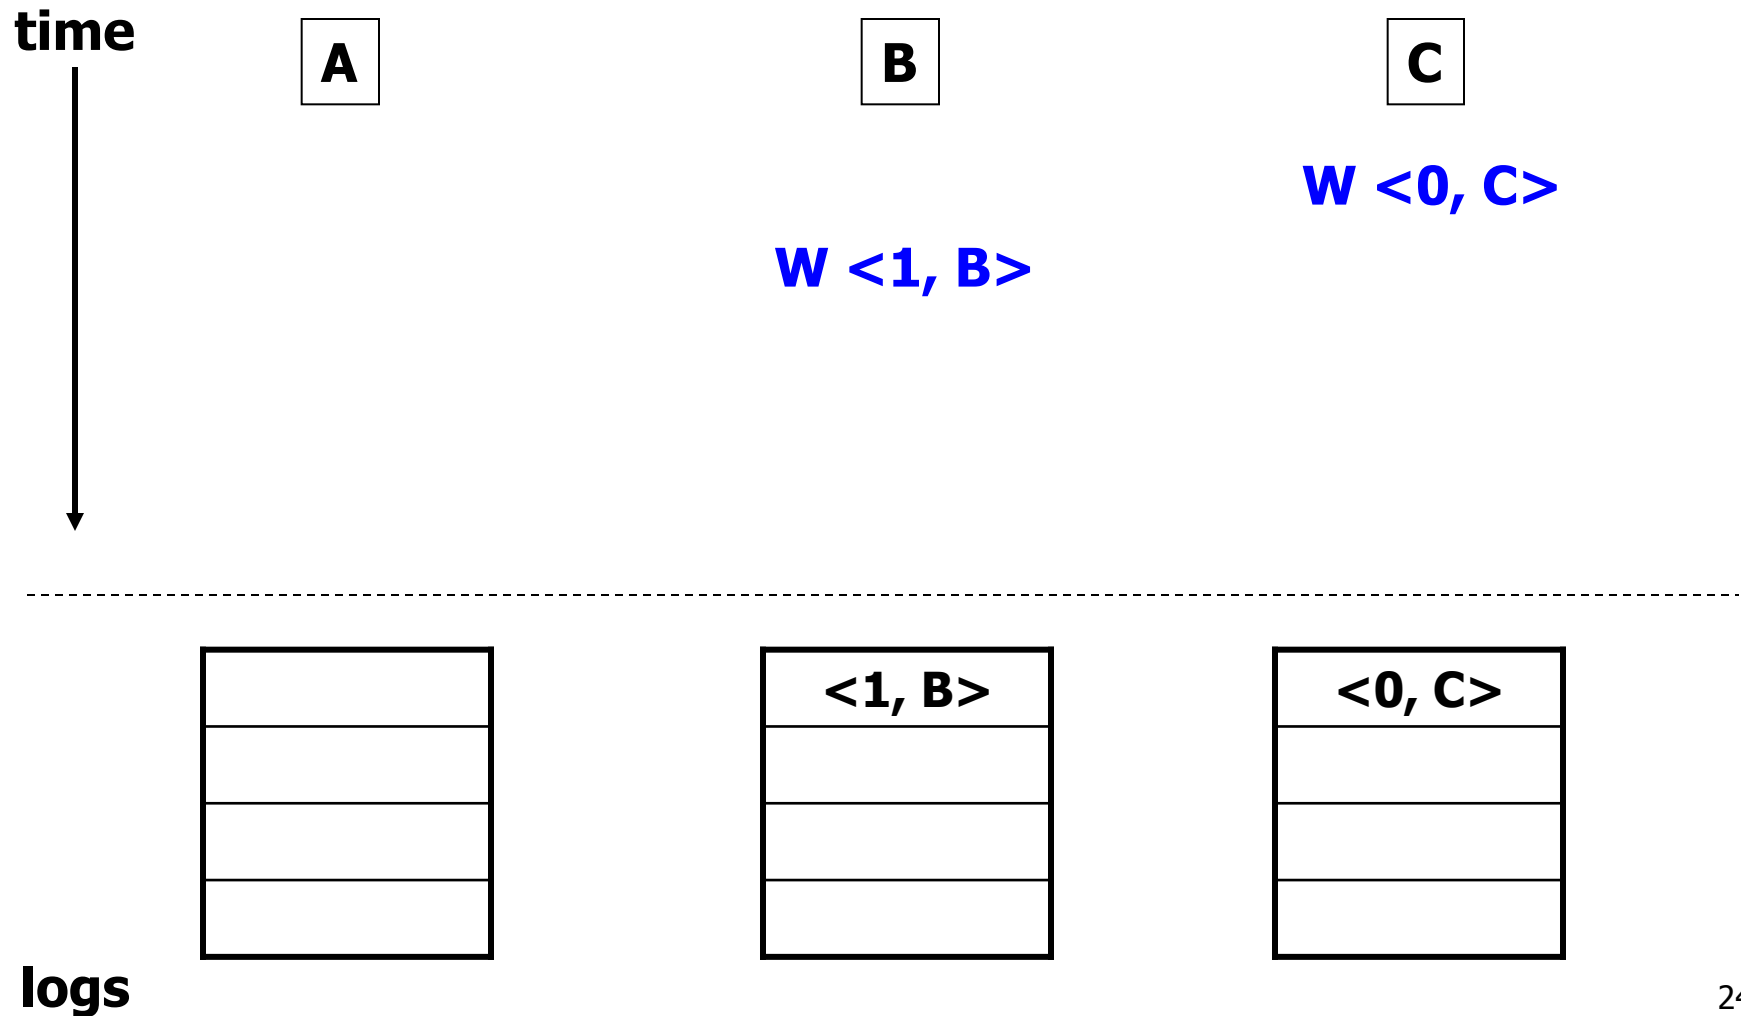 time
A
B
C
W <0, C>
W <1, B>
<1, B>
<0, C>
logs